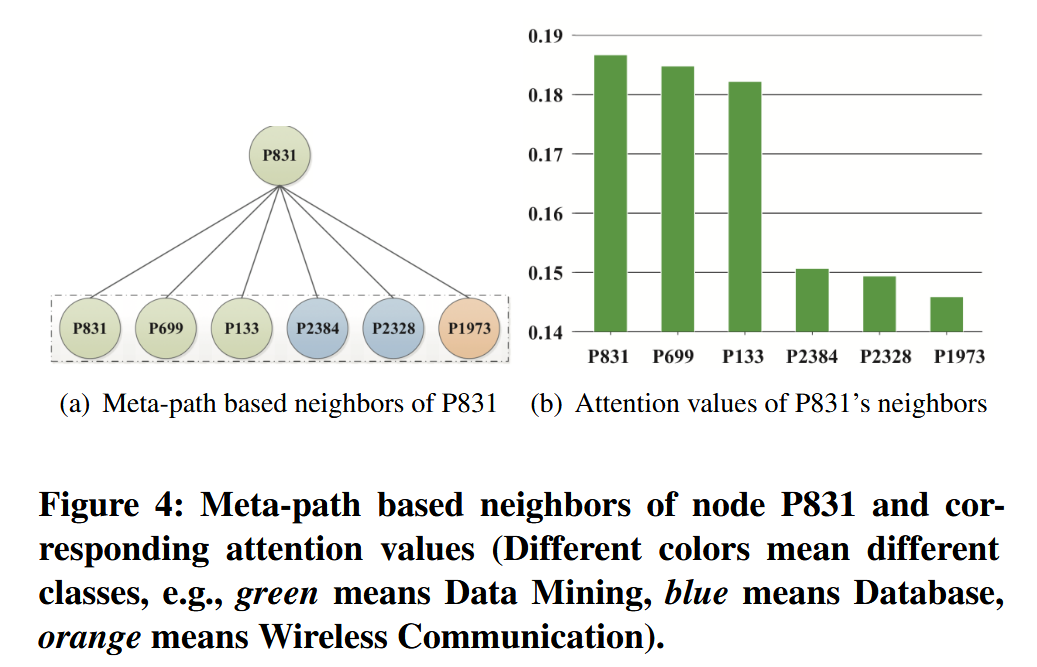 P831
P831 P699 P133 P2384 P2328 P1973
(a) Meta-path based neighbors of P831
0.19
0.18
0.17
0.16
0.15
0.14
P831 P699 P133 P2384 P2328 P1973
(b) Attention values of P831’s neighbors
Figure 4: Meta-path based neighbors of node P831 and cor-
responding attention values (Different colors mean different
classes, e.g., green means Data Mining, blue means Database,
orange means Wireless Communication).